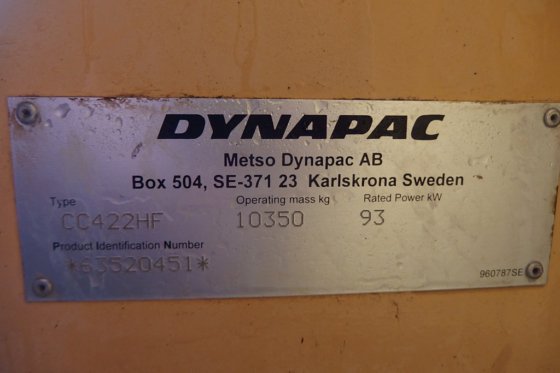 DYNAPAC
Metso Dynapac AB
Box 504, SE-371 23 Karlskrona Sweden
Type Operating mass kg Rated Power kW
CC422HF 10350 93
Product Identification Number
*63520451*
960787SE